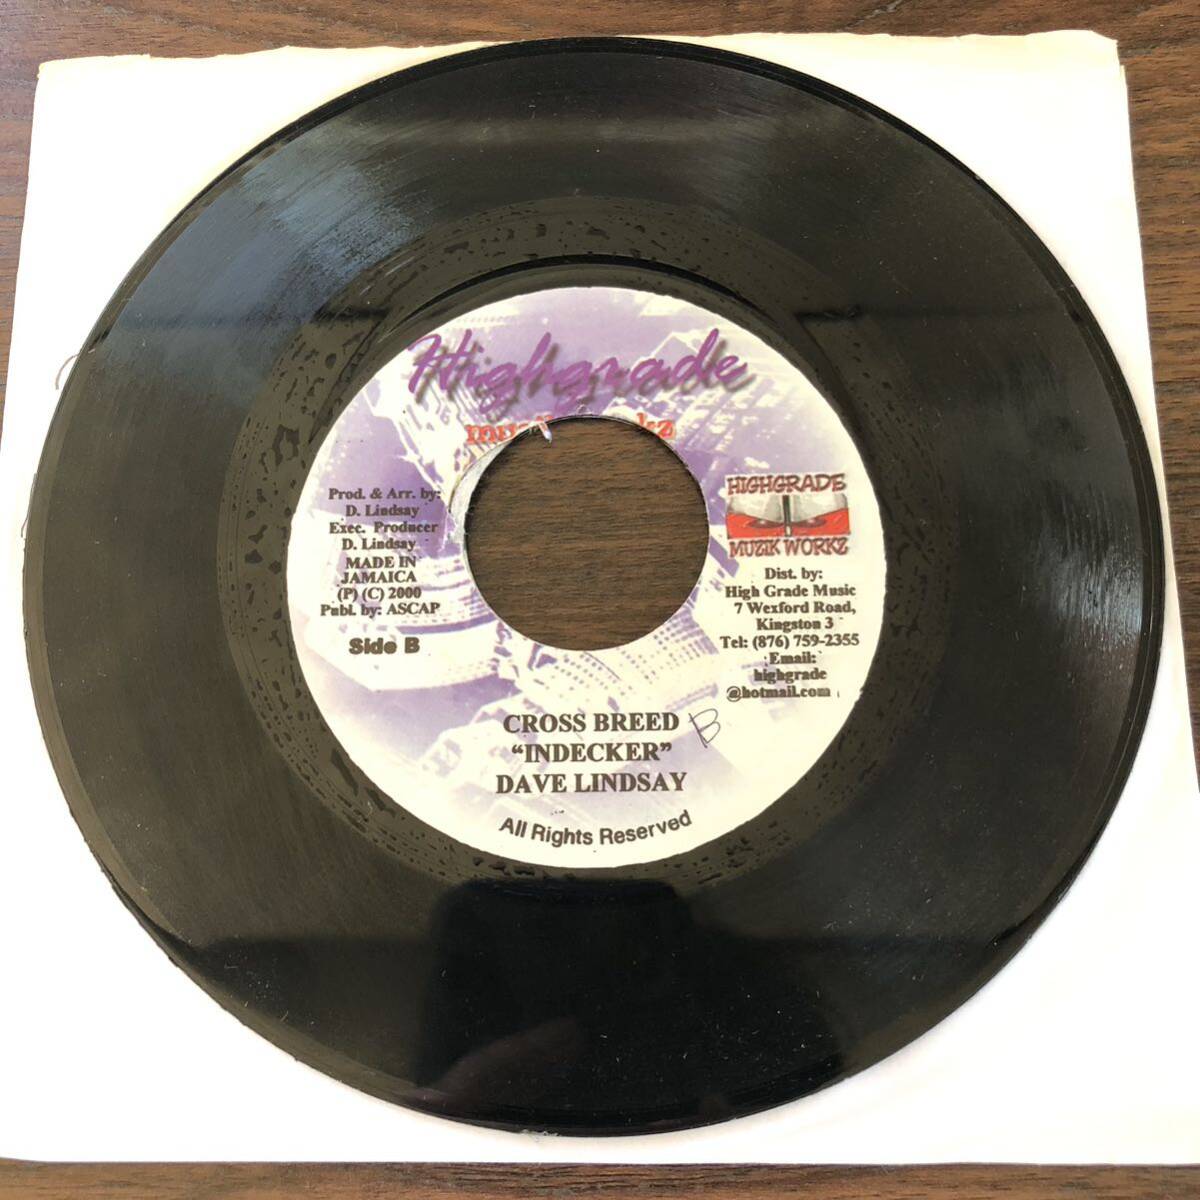 Highgrade
Prod. & Arr. by:
D. Lindsay
Exec. Producer
D. Lindsay
MADE IN
JAMAICA
(P) (C) 2000
Publ. by: ASCAP
Side B
HIGHGRADE
MUZIK WORKZ
Dist. by:
High Grade Music
7 Wexford Road,
Kingston 3
Tel: (876) 759-2355
Email:
highgrade
@hotmail.com
CROSS BREED
B
"INDECKER"
DAVE LINDSAY
All Rights Reserved